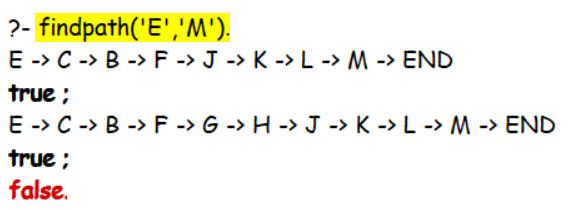 ?- findpath('E','M').
E -> C -> B -> F -> J -> K -> L -> M -> END
true ;
E -> C -> B -> F -> G -> H -> J -> K -> L -> M -> END
true ;
false.